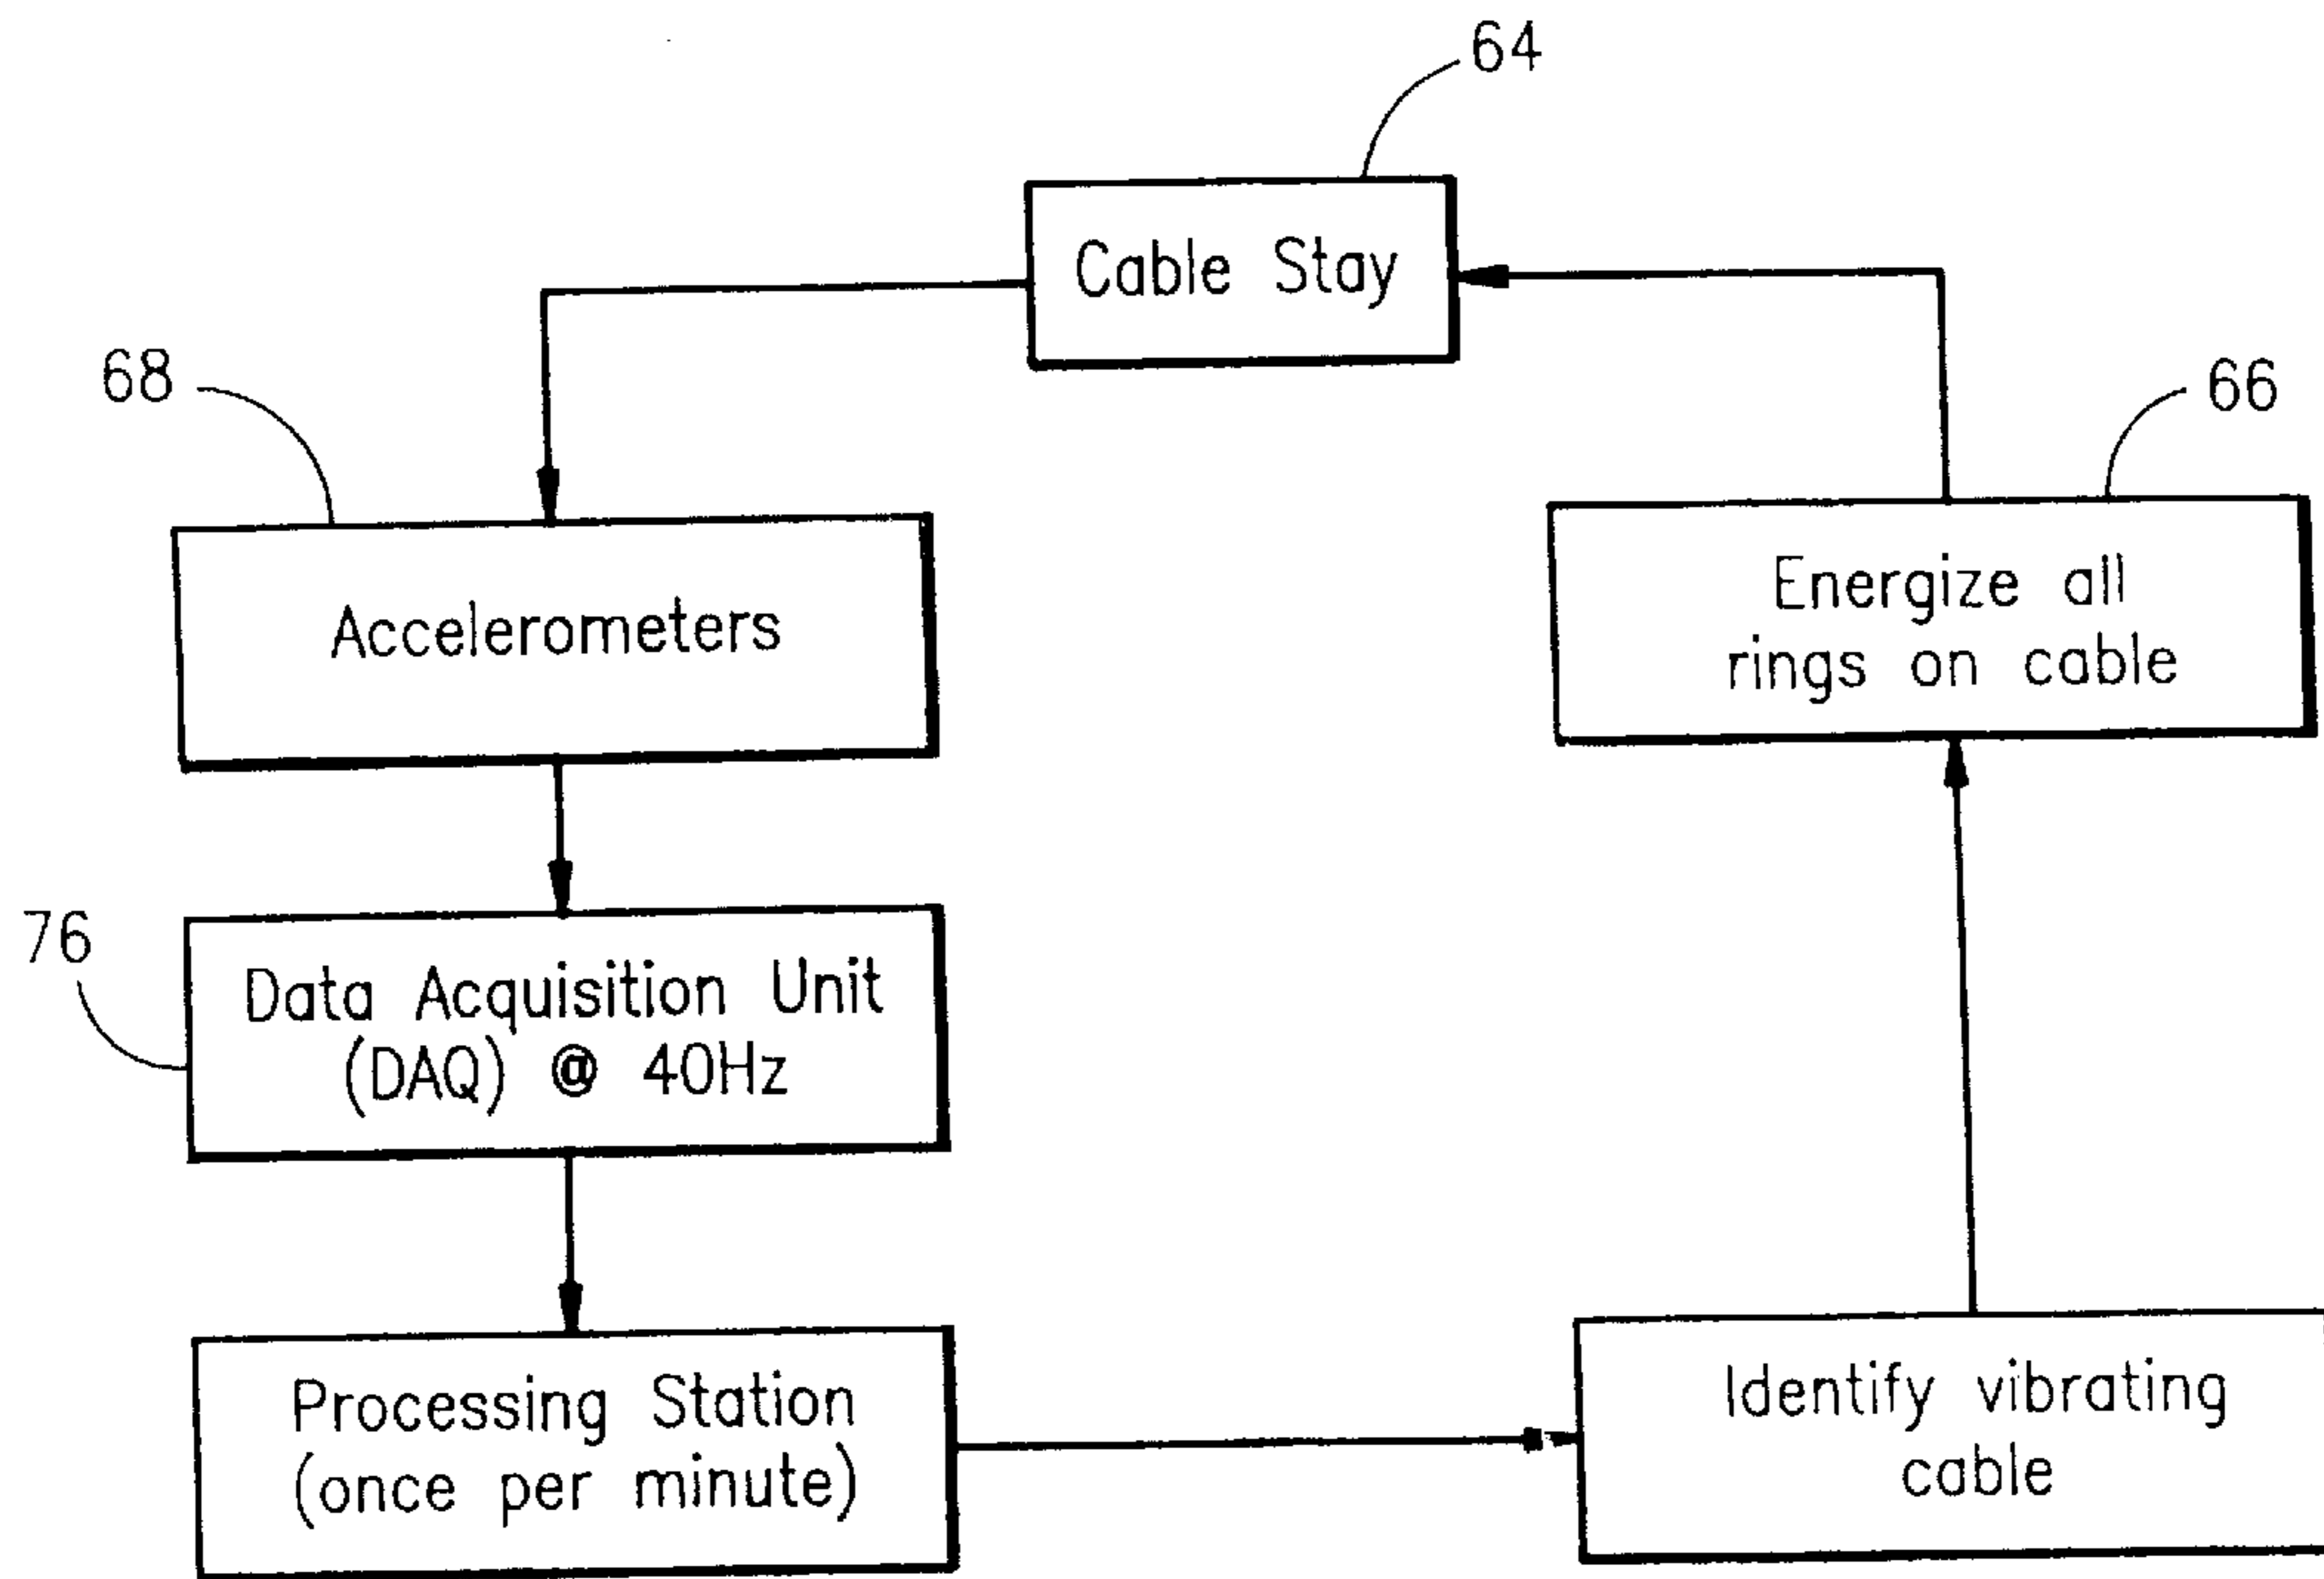 64
Cable Stay
68
66
Accelerometers
Energize all
rings on cable
76
Data Acquisition Unit
(DAQ) @ 40Hz
Processing Station
(once per minute)
Identify vibrating
cable